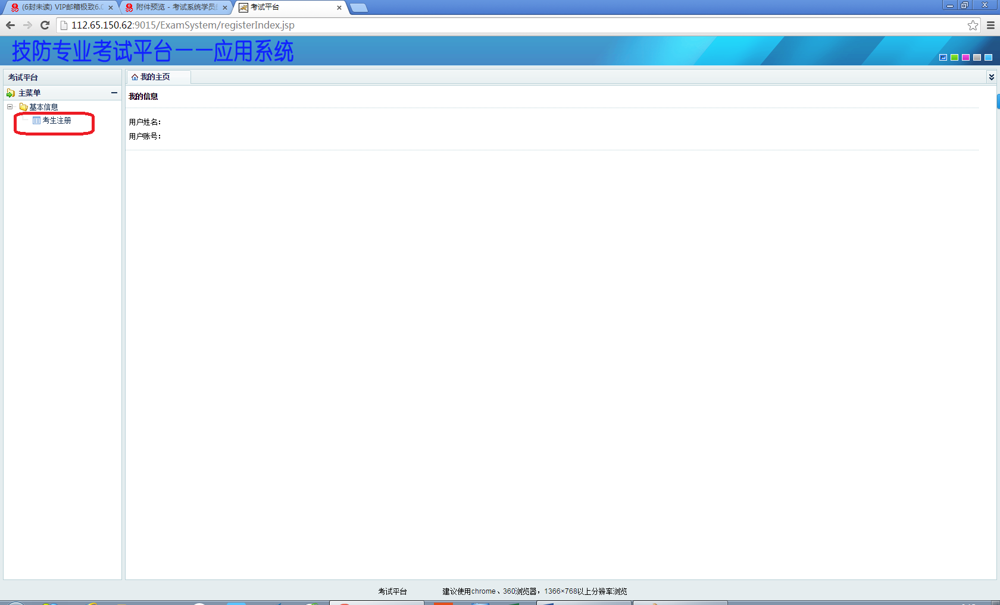 (6封未读) VIP邮箱极致6.0
附件预览 - 考试系统学员
考试平台
112.65.150.62:9015/ExamSystem/registerIndex.jsp
技防专业考试平台——应用系统
考试平台
我的主页
主菜单
我的信息
基本信息
考生注册
用户姓名：
用户账号：
考试平台
建议使用chrome、360浏览器，1366×768以上分辨率浏览